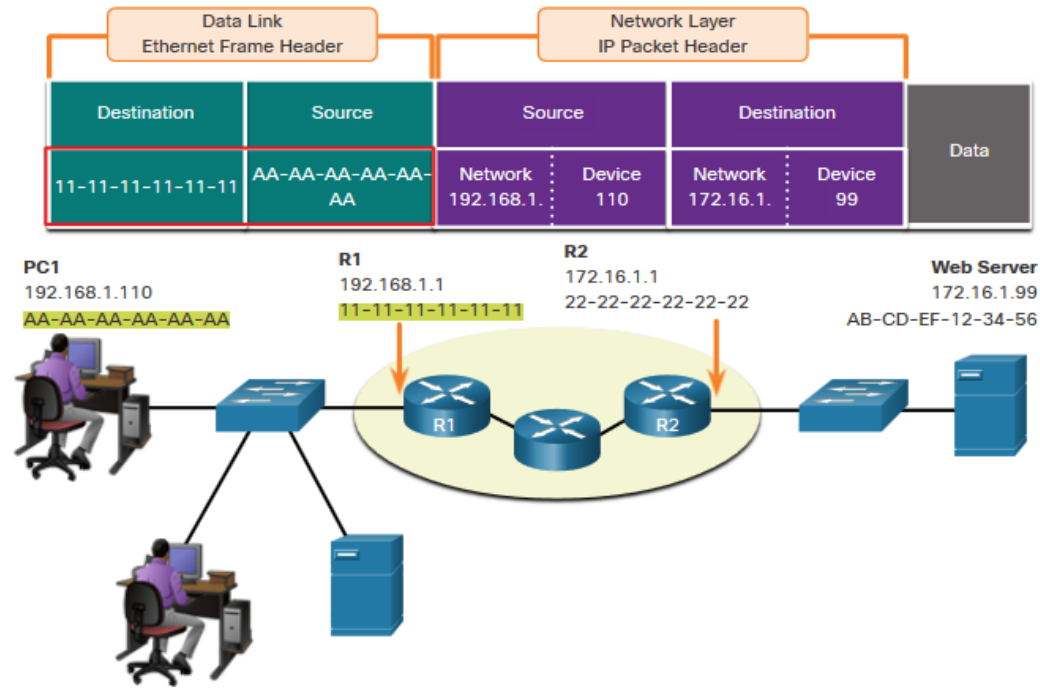 Data Link
Ethernet Frame Header
Network Layer
IP Packet Header
Destination
Source
Source
Destination
Data
11-11-11-11-11-11
AA-AA-AA-AA-AA-
AA
Network
192.168.1.
Device
110
Network
172.16.1.
Device
99
PC1
192.168.1.110
AA-AA-AA-AA-AA-AA
R1
192.168.1.1
11-11-11-11-11-11
R2
172.16.1.1
22-22-22-22-22-22
Web Server
172.16.1.99
AB-CD-EF-12-34-56
R1
R2